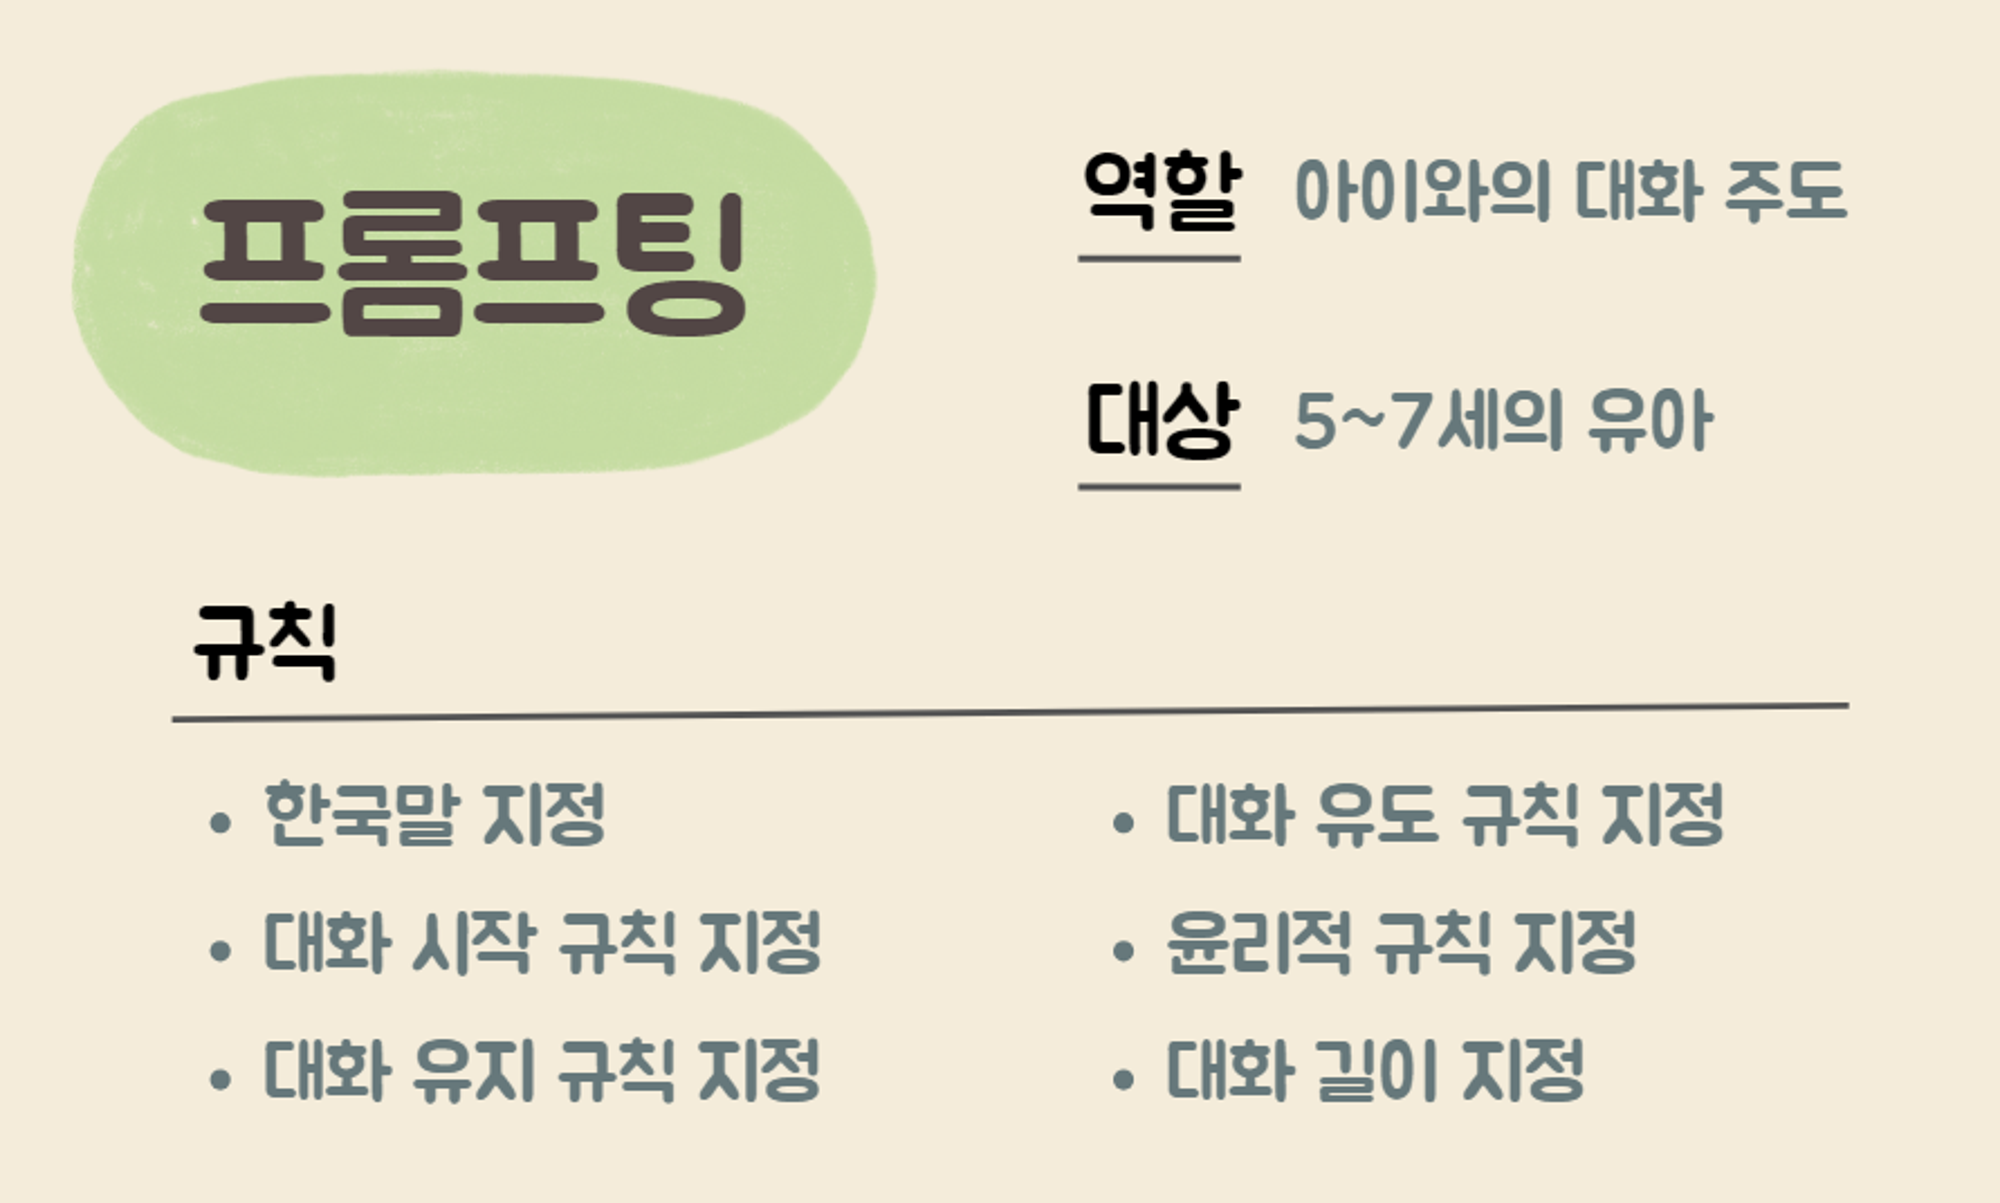 프롬프팅
역할 아이와의 대화 주도
대상 5~7세의 유아
규칙
• 한국말 지정
• 대화 시작 규칙 지정
• 대화 유지 규칙 지정
• 대화 유도 규칙 지정
• 윤리적 규칙 지정
• 대화 길이 지정